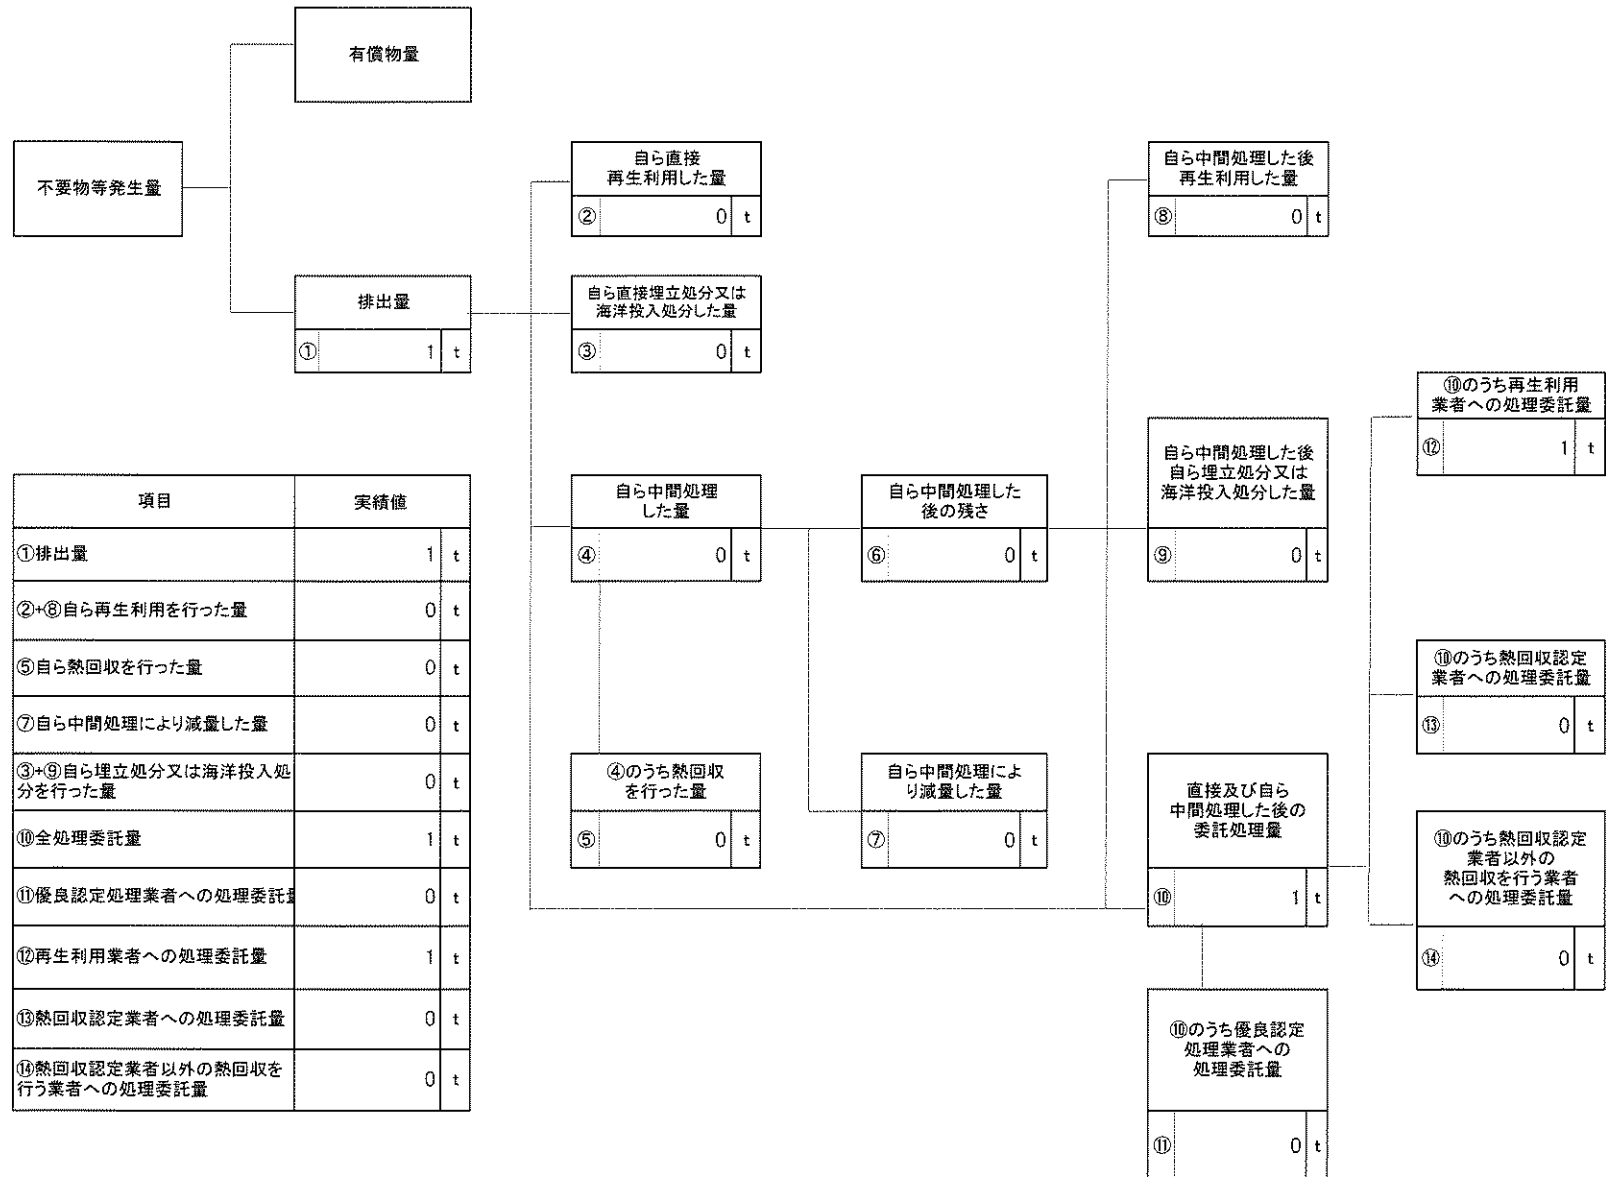 有償物量
不要物等発生量
自ら直接
再生利用した量
② 0 t
自ら中間処理した後
再生利用した量
⑧ 0 t
排出量
① 1 t
自ら直接埋立処分又は
海洋投入処分した量
③ 0 t
⑩のうち再生利用
業者への処理委託量
⑫ 1 t
自ら中間処理した後
自ら埋立処分又は
海洋投入処分した量
⑨ 0 t
自ら中間処理
した量
④ 0 t
自ら中間処理した
後の残さ
⑥ 0 t
⑩のうち熱回収認定
業者への処理委託量
⑬ 0 t
④のうち熱回収
を行った量
⑤ 0 t
自ら中間処理によ
り減量した量
⑦ 0 t
直接及び自ら
中間処理した後の
委託処理量
⑩ 1 t
⑩のうち熱回収認定
業者以外の
熱回収を行う業者
への処理委託量
⑭ 0 t
⑩のうち優良認定
処理業者への
処理委託量
⑪ 0 t
項目 実績値
①排出量 1 t
②+⑧自ら再生利用を行った量 0 t
⑤自ら熱回収を行った量 0 t
⑦自ら中間処理により減量した量 0 t
③+⑨自ら埋立処分又は海洋投入処
分を行った量 0 t
⑩全処理委託量 1 t
⑪優良認定処理業者への処理委託量 0 t
⑫再生利用業者への処理委託量 1 t
⑬熱回収認定業者への処理委託量 0 t
⑭熱回収認定業者以外の熱回収を
行う業者への処理委託量 0 t